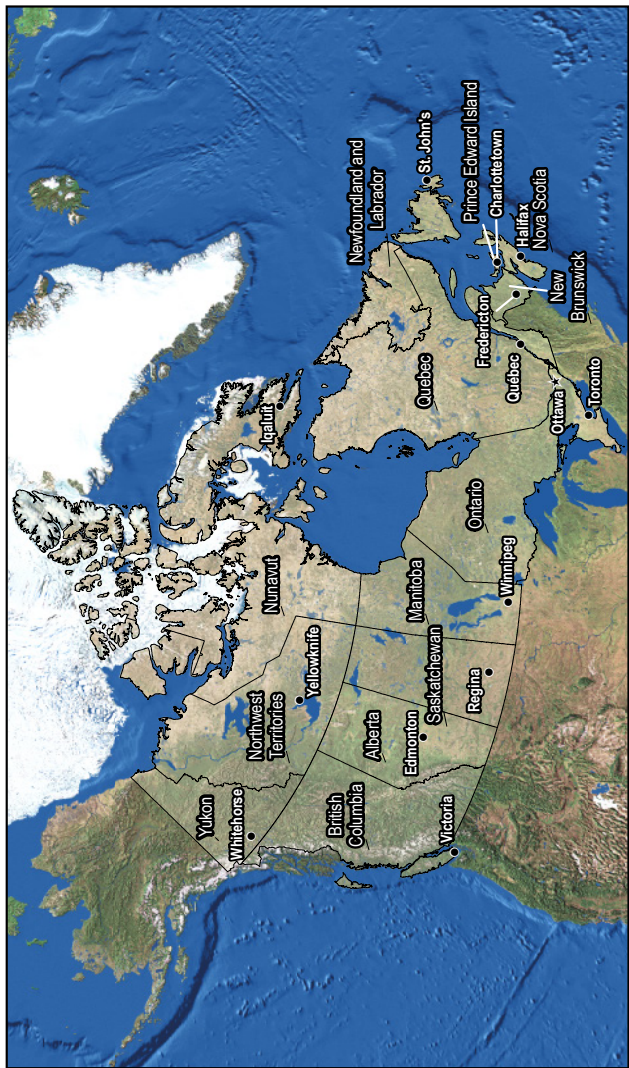 Yukon
Whitehorse
Northwest
Territories
Yellowknife
Nunavut
Iqaluit
British
Columbia
Victoria
Alberta
Edmonton
Saskatchewan
Regina
Manitoba
Winnipeg
Ontario
Toronto
Ottawa
Quebec
Québec
Newfoundland and
Labrador
St. John's
Prince Edward Island
Charlottetown
Halifax
Nova Scotia
Fredericton
New
Brunswick